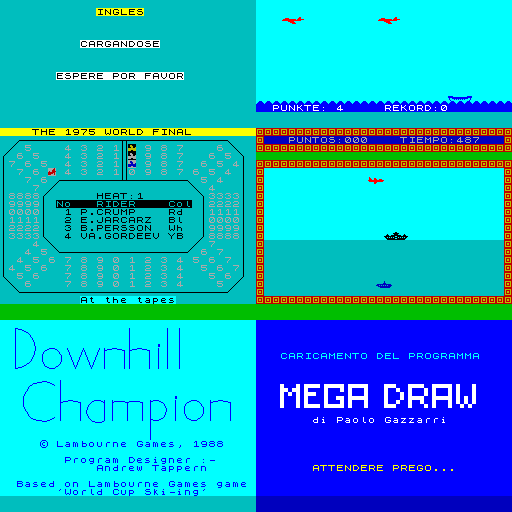 INGLES
CARGANDOSE
ESPERE POR FAVOR
PUNKTE: 4 REKORD:0
THE 1975 WORLD FINAL
HEAT:1
No RIDER Col
1 P.CRUMP Rd
2 E.JARCARZ Bl
3 B.PERSSON Wh
4 VA.GORDEEV YB
At the tapes
PUNTOS:000 TIEMPO:487
Downhill
Champion
© Lambourne Games, 1988
Program Designer :-
Andrew Tappern
Based on Lambourne Games game
'World Cup Ski-ing'
CARICAMENTO DEL PROGRAMMA
MEGA DRAW
di Paolo Gazzarri
ATTENDERE PREGO...